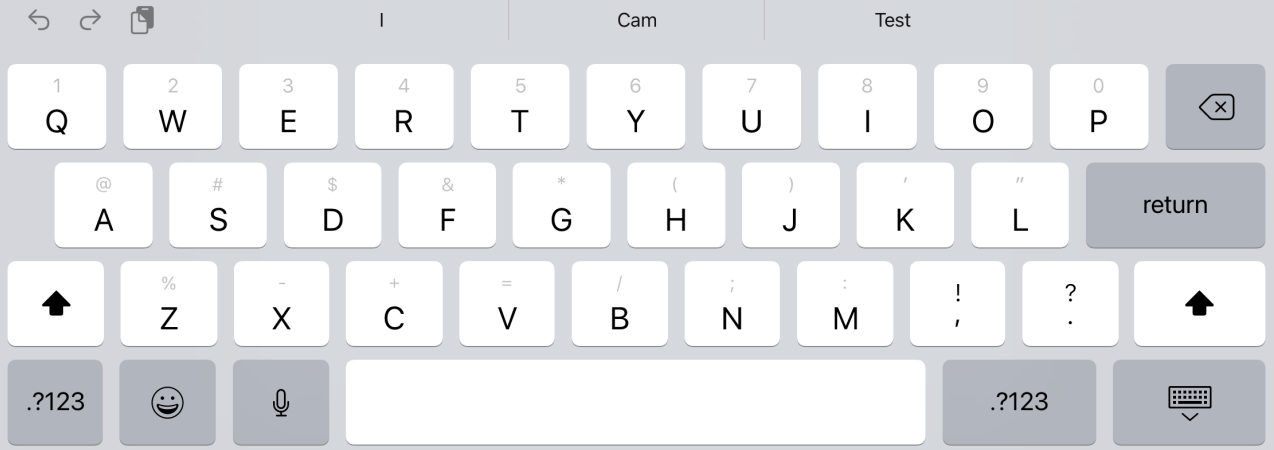 I Cam Test
1 2 3 4 5 6 7 8 9 0
Q W E R T Y U I O P
@ # $ & * ( ) ′ ″
A S D F G H J K L return
% - + = / ; : ! ?
Z X C V B N M , .
.?123 .?123